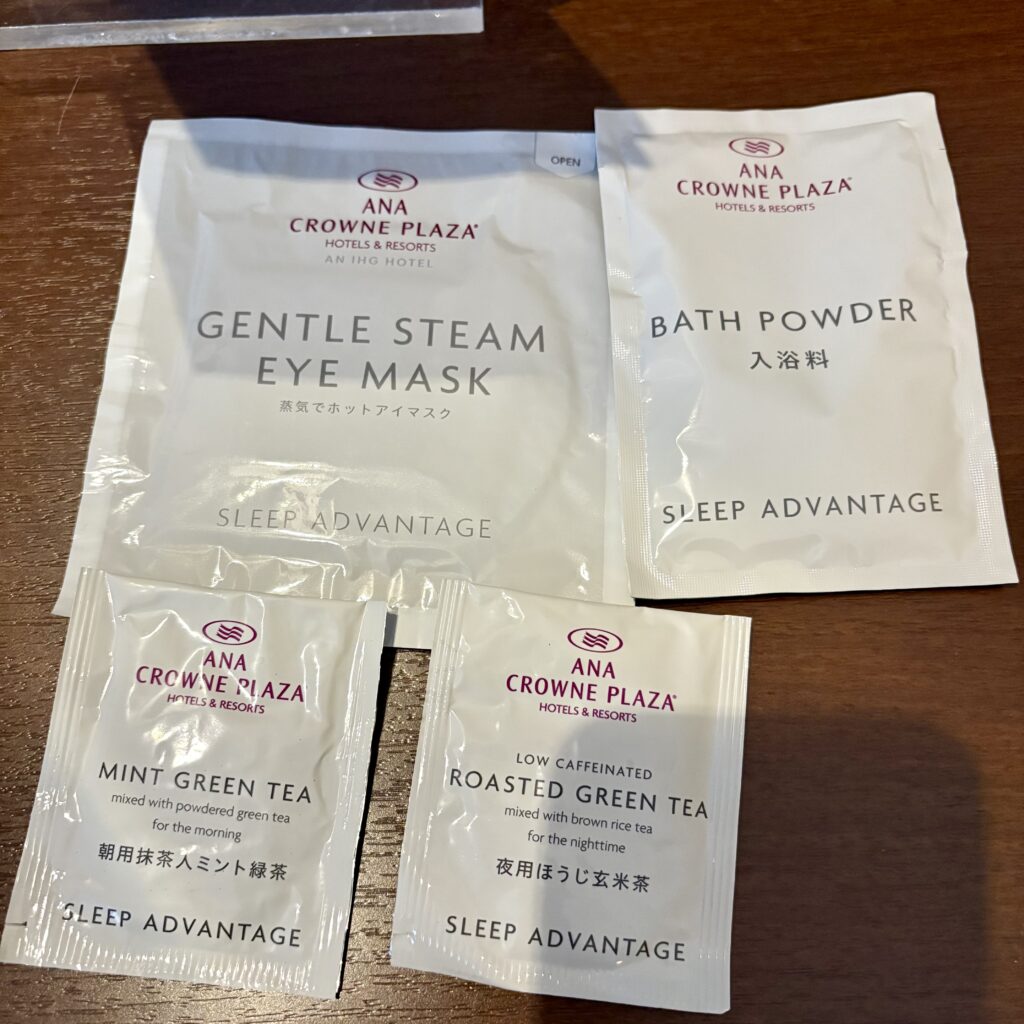 OPEN
ANA
CROWNE PLAZA
HOTELS & RESORTS
AN IHG HOTEL
GENTLE STEAM
EYE MASK
蒸気でホットアイマスク
SLEEP ADVANTAGE
ANA
CROWNE PLAZA
HOTELS & RESORTS
BATH POWDER
入浴料
SLEEP ADVANTAGE
ANA
CROWNE PLAZA
HOTELS & RESORTS
MINT GREEN TEA
mixed with powdered green tea
for the morning
朝用抹茶入ミント緑茶
SLEEP ADVANTAGE
ANA
CROWNE PLAZA
HOTELS & RESORTS
LOW CAFFEINATED
ROASTED GREEN TEA
mixed with brown rice tea
for the nighttime
夜用ほうじ玄米茶
SLEEP ADVANTAGE